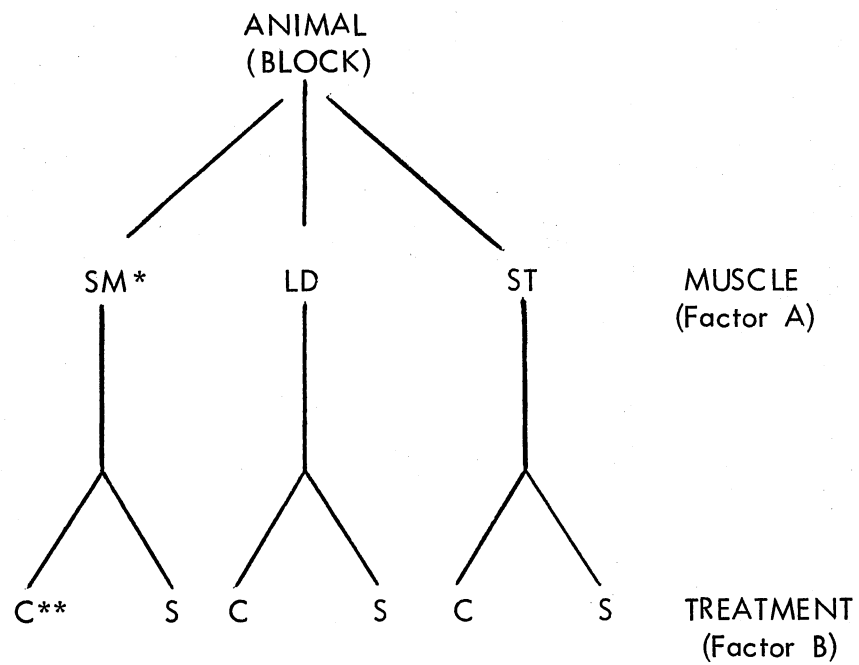 ANIMAL
(BLOCK)
SM* LD ST MUSCLE
(Factor A)
C** S C S C S TREATMENT
(Factor B)